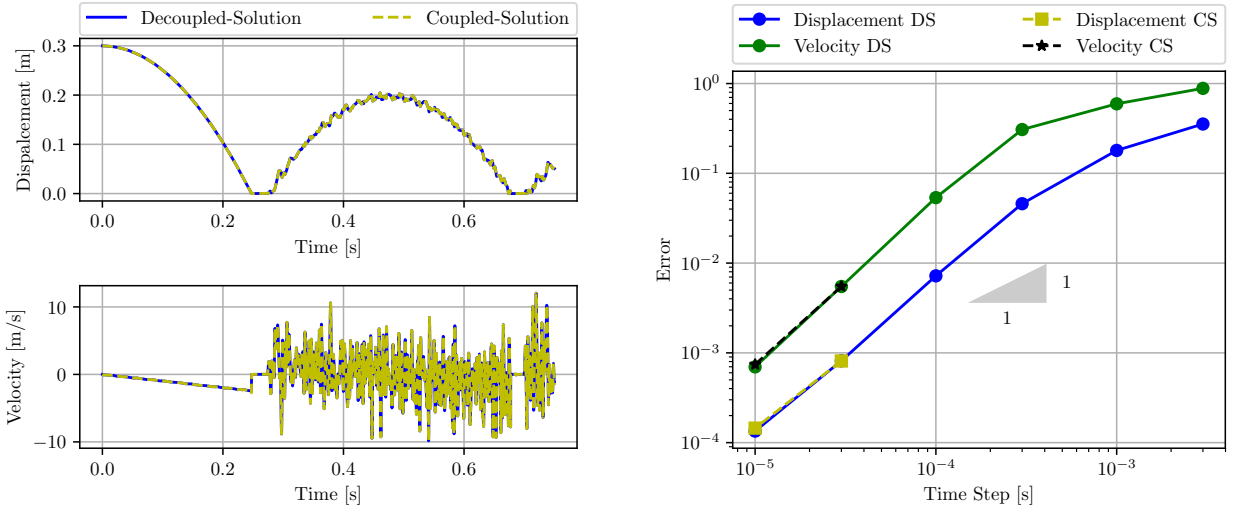 Decoupled-Solution Coupled-Solution
0.3
0.2
0.1
0.0
Dispalcement [m]
0.0 0.2 0.4 0.6
Time [s]
10
0
−10
Velocity [m/s]
0.0 0.2 0.4 0.6
Time [s]
Displacement DS Displacement CS
Velocity DS Velocity CS
10^0
10^−1
10^−2
10^−3
10^−4
Error
1
1
10^−5 10^−4 10^−3
Time Step [s]